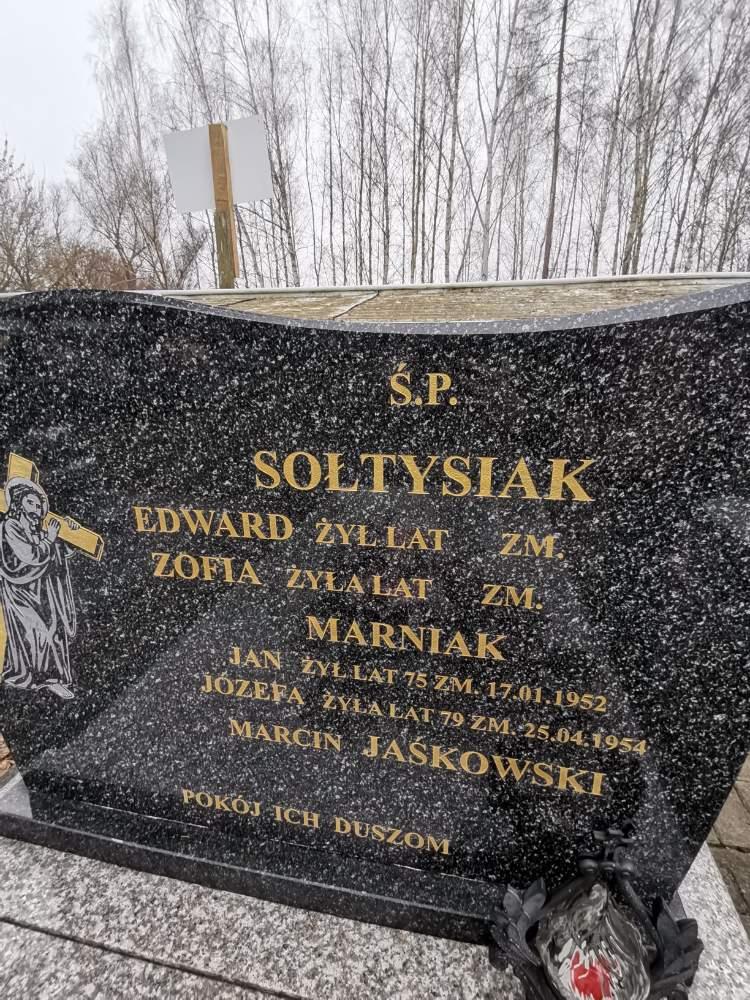 Ś.P.
SOŁTYSIAK
EDWARD ŻYŁ LAT ZM.
ZOFIA ŻYŁA LAT ZM.
MARNIAK
JAN ŻYŁ LAT 75 ZM. 17.01.1952
JÓZEFA ŻYŁA LAT 79 ZM. 25.04.1954
MARCIN JAŚKOWSKI
POKÓJ ICH DUSZOM